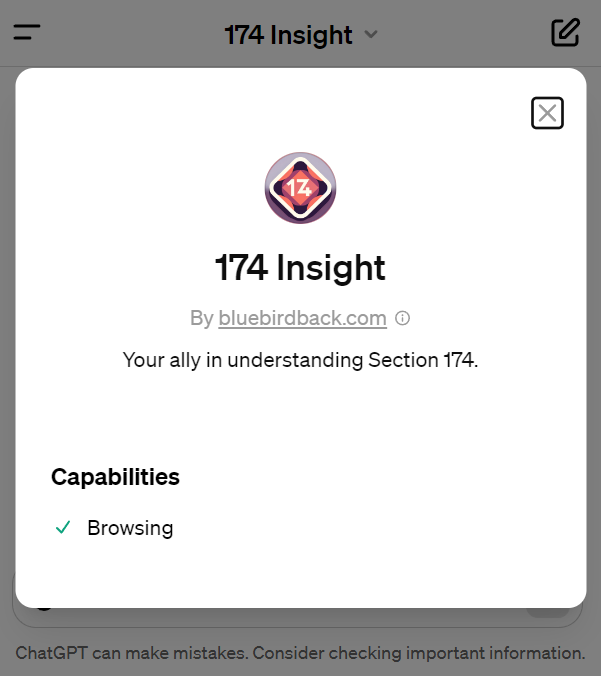 174 Insight
14
174 Insight
By bluebirdback.com
Your ally in understanding Section 174.
Capabilities
Browsing
ChatGPT can make mistakes. Consider checking important information.